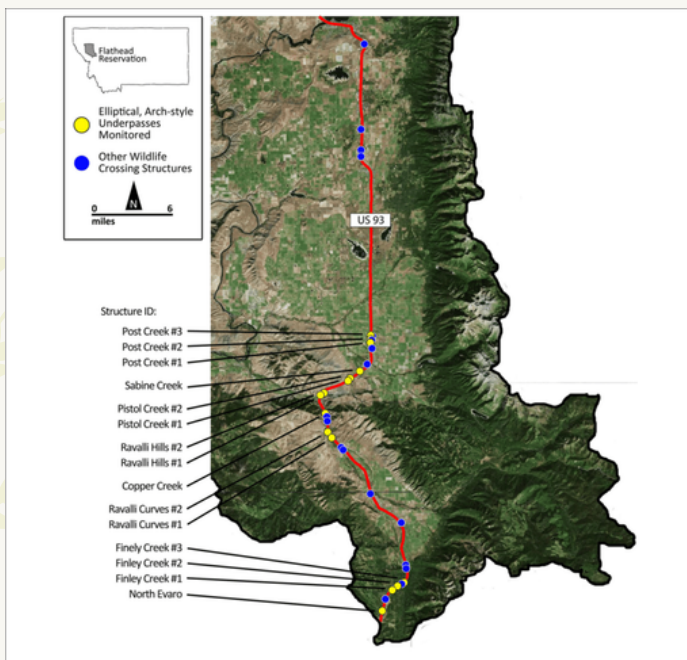 Flathead
Reservation
Elliptical, Arch-style
Underpasses
Monitored
Other Wildlife
Crossing Structures
N
0 6
miles
US 93
Structure ID:
Post Creek #3
Post Creek #2
Post Creek #1
Sabine Creek
Pistol Creek #2
Pistol Creek #1
Ravalli Hills #2
Ravalli Hills #1
Copper Creek
Ravalli Curves #2
Ravalli Curves #1
Finely Creek #3
Finley Creek #2
Finley Creek #1
North Evaro